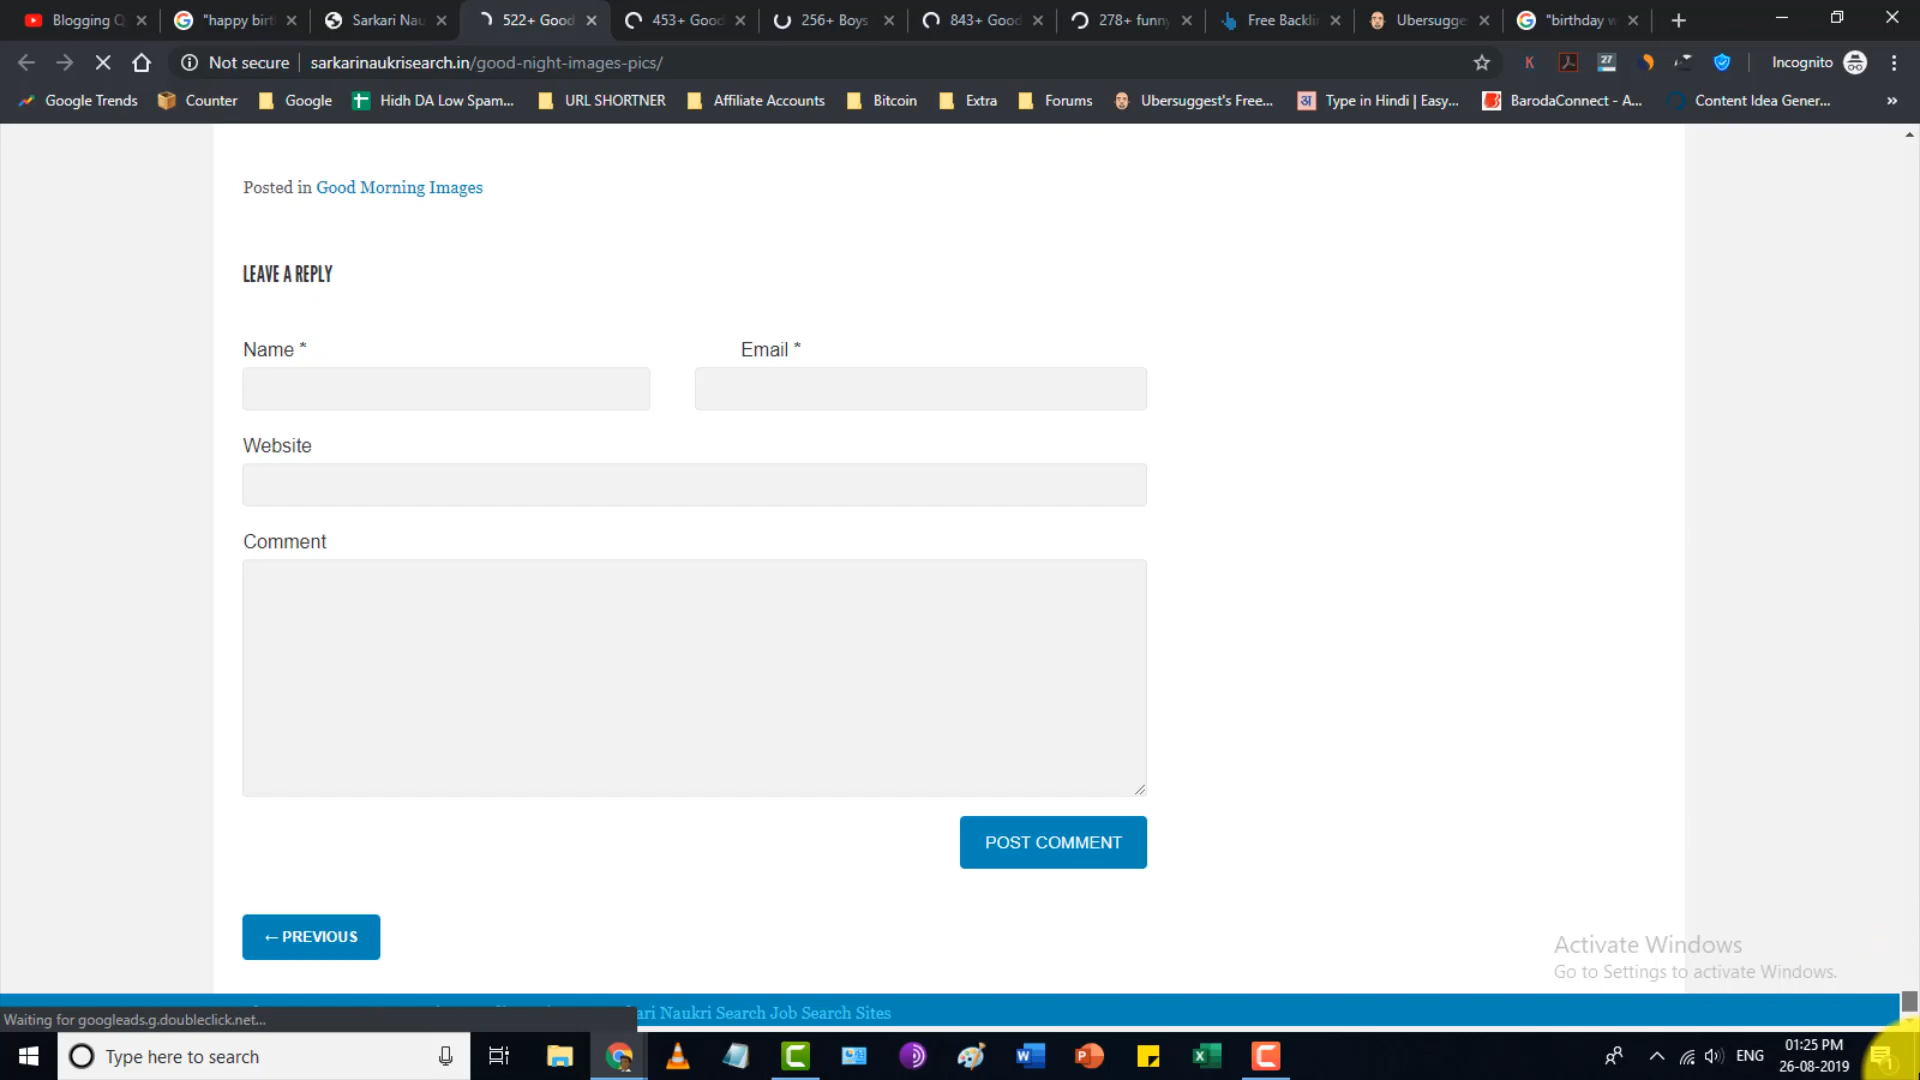 Blogging Q
"happy birt
Sarkari Nau
522+ Good
453+ Good
256+ Boys
843+ Good
278+ funny
Free Backli
Ubersugge
"birthday w
Not secure
sarkarinaukrisearch.in/good-night-images-pics/
K
27
Incognito
Google Trends
Counter
Google
Hidh DA Low Spam...
URL SHORTNER
Affiliate Accounts
Bitcoin
Extra
Forums
Ubersuggest's Free...
अ
Type in Hindi | Easy...
BarodaConnect - A...
Content Idea Gener...
»
Posted in Good Morning Images
LEAVE A REPLY
Name *
Email *
Website
Comment
POST COMMENT
← PREVIOUS
Activate Windows
Go to Settings to activate Windows.
ari Naukri Search Job Search Sites
Waiting for googleads.g.doubleclick.net...
Type here to search
ENG
01:25 PM
26-08-2019
1